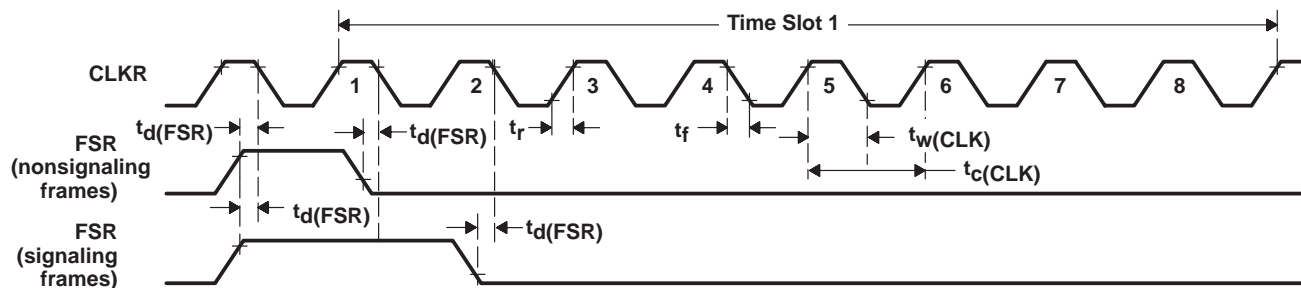 Time Slot 1
CLKR
1 2 3 4 5 6 7 8
td(FSR) td(FSR) tr tf tw(CLK)
FSR
(nonsignaling
frames)
tc(CLK)
td(FSR) td(FSR)
FSR
(signaling
frames)